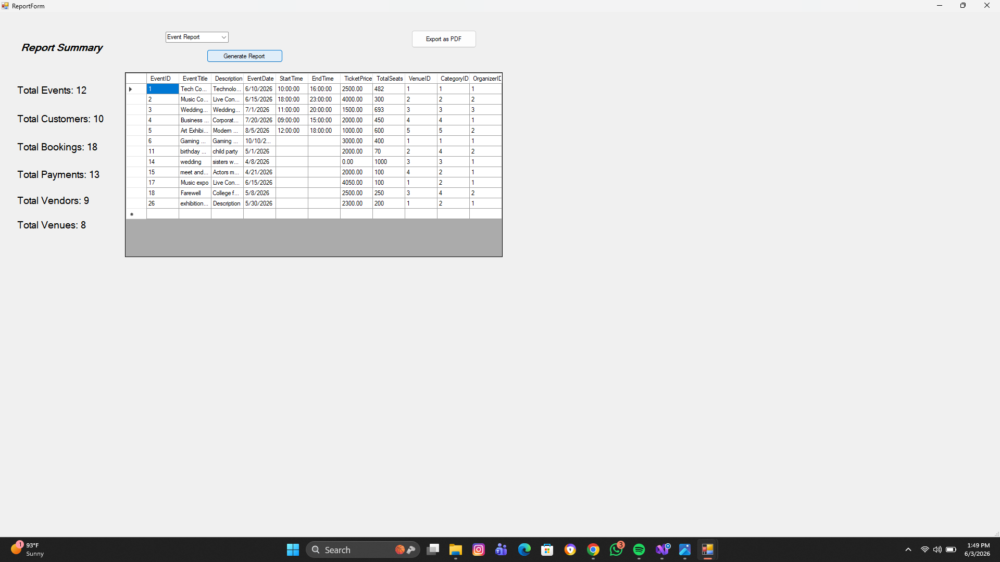 ReportForm
Report Summary
Event Report
Generate Report
Export as PDF
Total Events: 12
Total Customers: 10
Total Bookings: 18
Total Payments: 13
Total Vendors: 9
Total Venues: 8
EventID EventTitle Description EventDate StartTime EndTime TicketPrice TotalSeats VenueID CategoryID OrganizerID
1 Tech Co... Technolo... 6/10/2026 10:00:00 16:00:00 2500.00 482 1 1 1
2 Music Co... Live Con... 6/15/2026 18:00:00 23:00:00 4000.00 300 2 2 2
3 Wedding... Wedding... 7/1/2026 11:00:00 20:00:00 1500.00 693 3 3 3
4 Business ... Corporat... 7/20/2026 09:00:00 15:00:00 2000.00 450 4 4 1
5 Art Exhibi... Modern ... 8/5/2026 12:00:00 18:00:00 1000.00 600 5 5 2
6 Gaming ... Gaming ... 10/10/2... 3000.00 400 1 1 1
11 birthday ... child party 5/1/2026 2000.00 70 2 4 2
14 wedding sisters w... 4/8/2026 0.00 1000 3 3 1
15 meet and... Actors m... 4/21/2026 2000.00 100 4 2 1
17 Music expo Live Con... 6/15/2026 4050.00 100 1 2 1
18 Farewell College f... 5/8/2026 2500.00 250 3 4 2
26 exhibition... Description 5/30/2026 2300.00 200 1 2 1
1
93°F
Sunny
Search
3
1:49 PM
6/3/2026